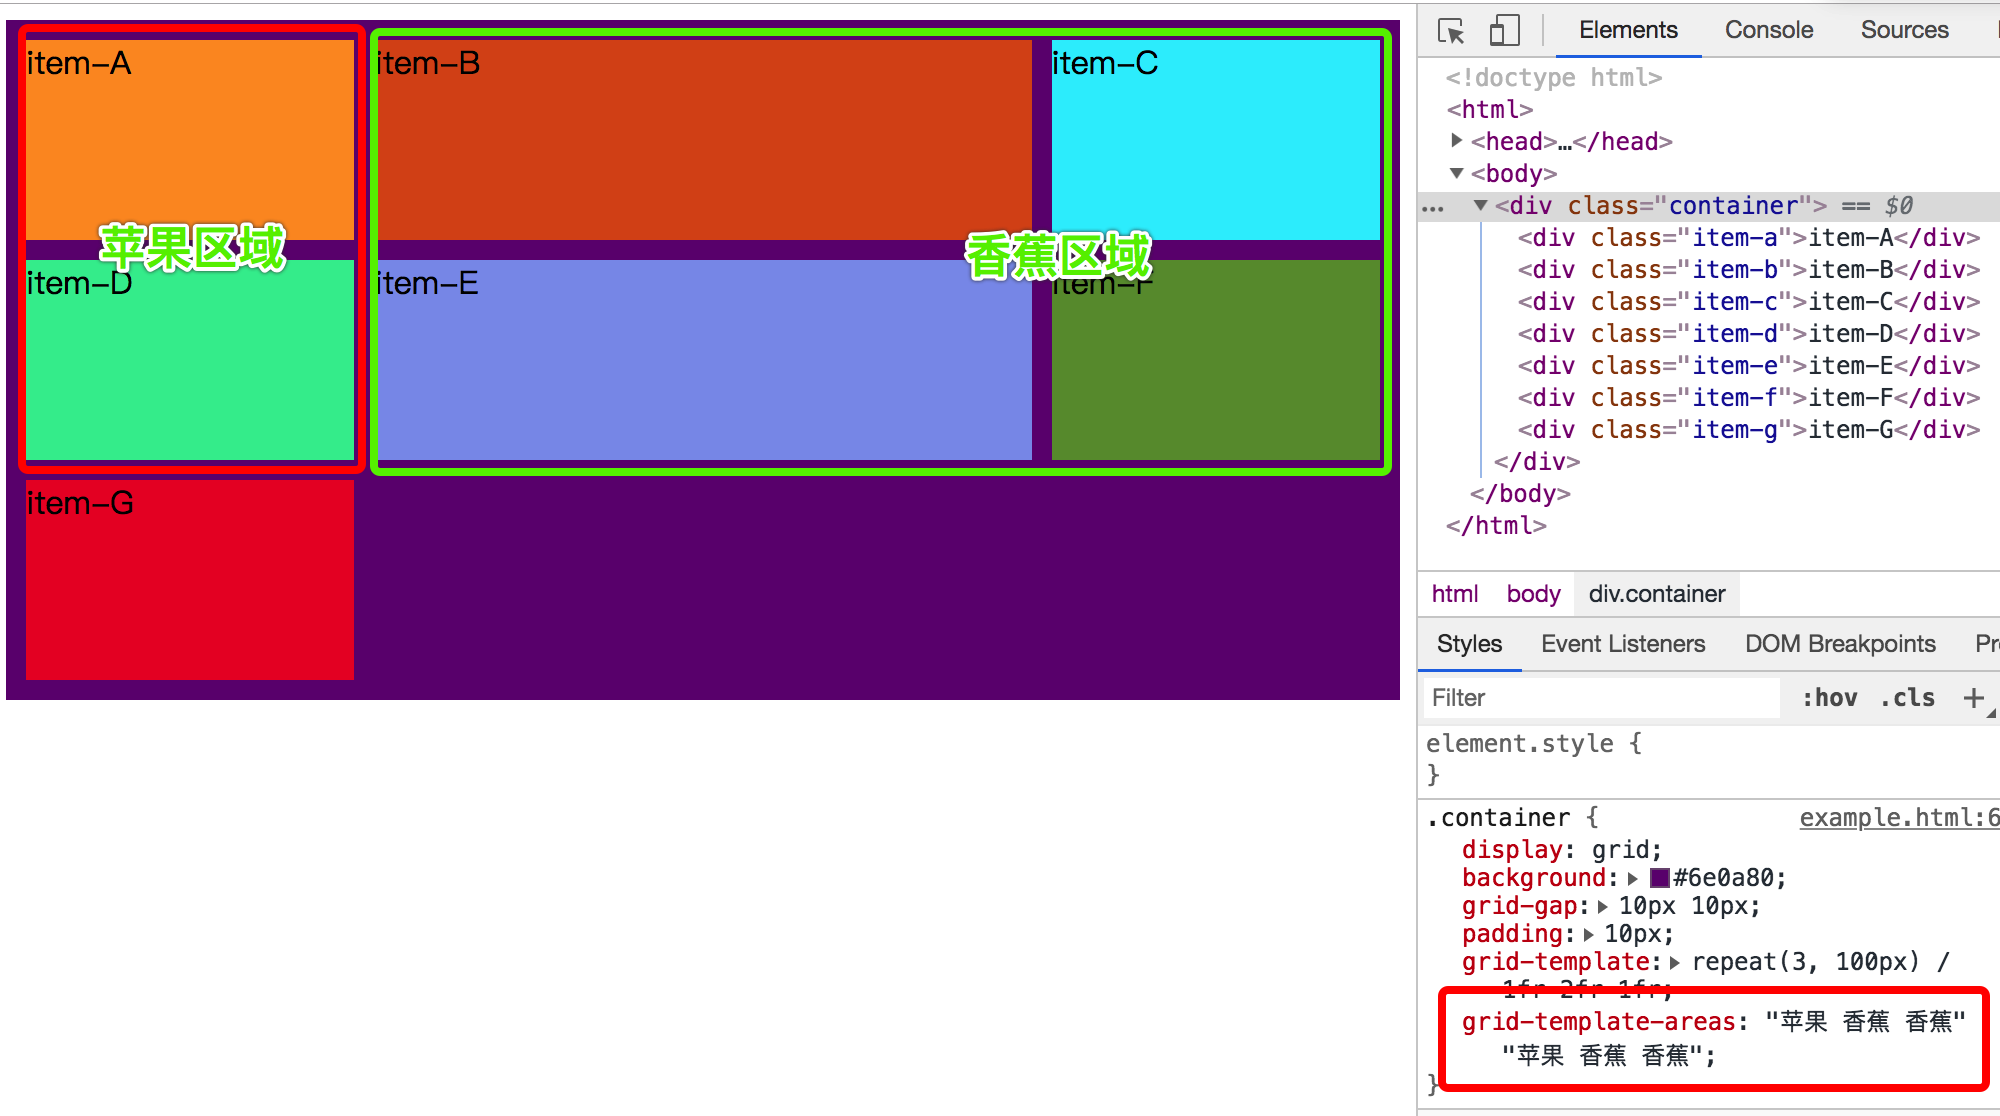 item-A
item-B
item-C
苹果区域
香蕉区域
item-D
item-E
item-F
item-G
Elements Console Sources
<!doctype html>
<html>
<head>…</head>
<body>
… <div class="container"> == $0
<div class="item-a">item-A</div>
<div class="item-b">item-B</div>
<div class="item-c">item-C</div>
<div class="item-d">item-D</div>
<div class="item-e">item-E</div>
<div class="item-f">item-F</div>
<div class="item-g">item-G</div>
</div>
</body>
</html>
html body div.container
Styles Event Listeners DOM Breakpoints
Filter :hov .cls +
element.style {
}
.container { example.html:6
display: grid;
background: #6e0a80;
grid-gap: 10px 10px;
padding: 10px;
grid-template: repeat(3, 100px) /
1fr 2fr 1fr;
grid-template-areas: "苹果 香蕉 香蕉"
"苹果 香蕉 香蕉";
}